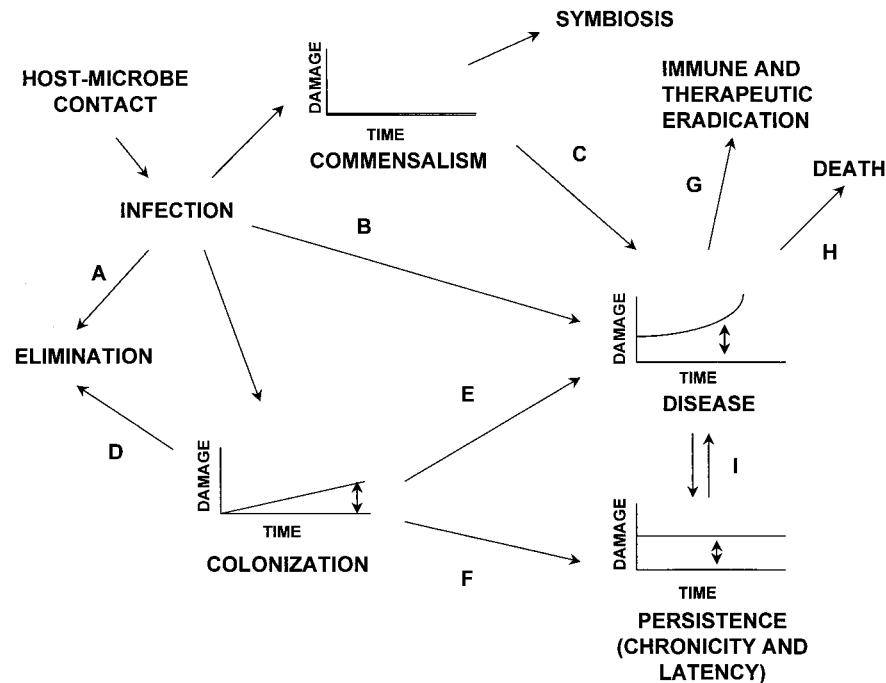 SYMBIOSIS
HOST-MICROBE
CONTACT
DAMAGE
TIME
COMMENSALISM
IMMUNE AND
THERAPEUTIC
ERADICATION
C
G
DEATH
H
INFECTION
B
A
ELIMINATION
DAMAGE
TIME
DISEASE
E
D
DAMAGE
TIME
COLONIZATION
I
F
DAMAGE
TIME
PERSISTENCE
(CHRONICITY AND
LATENCY)